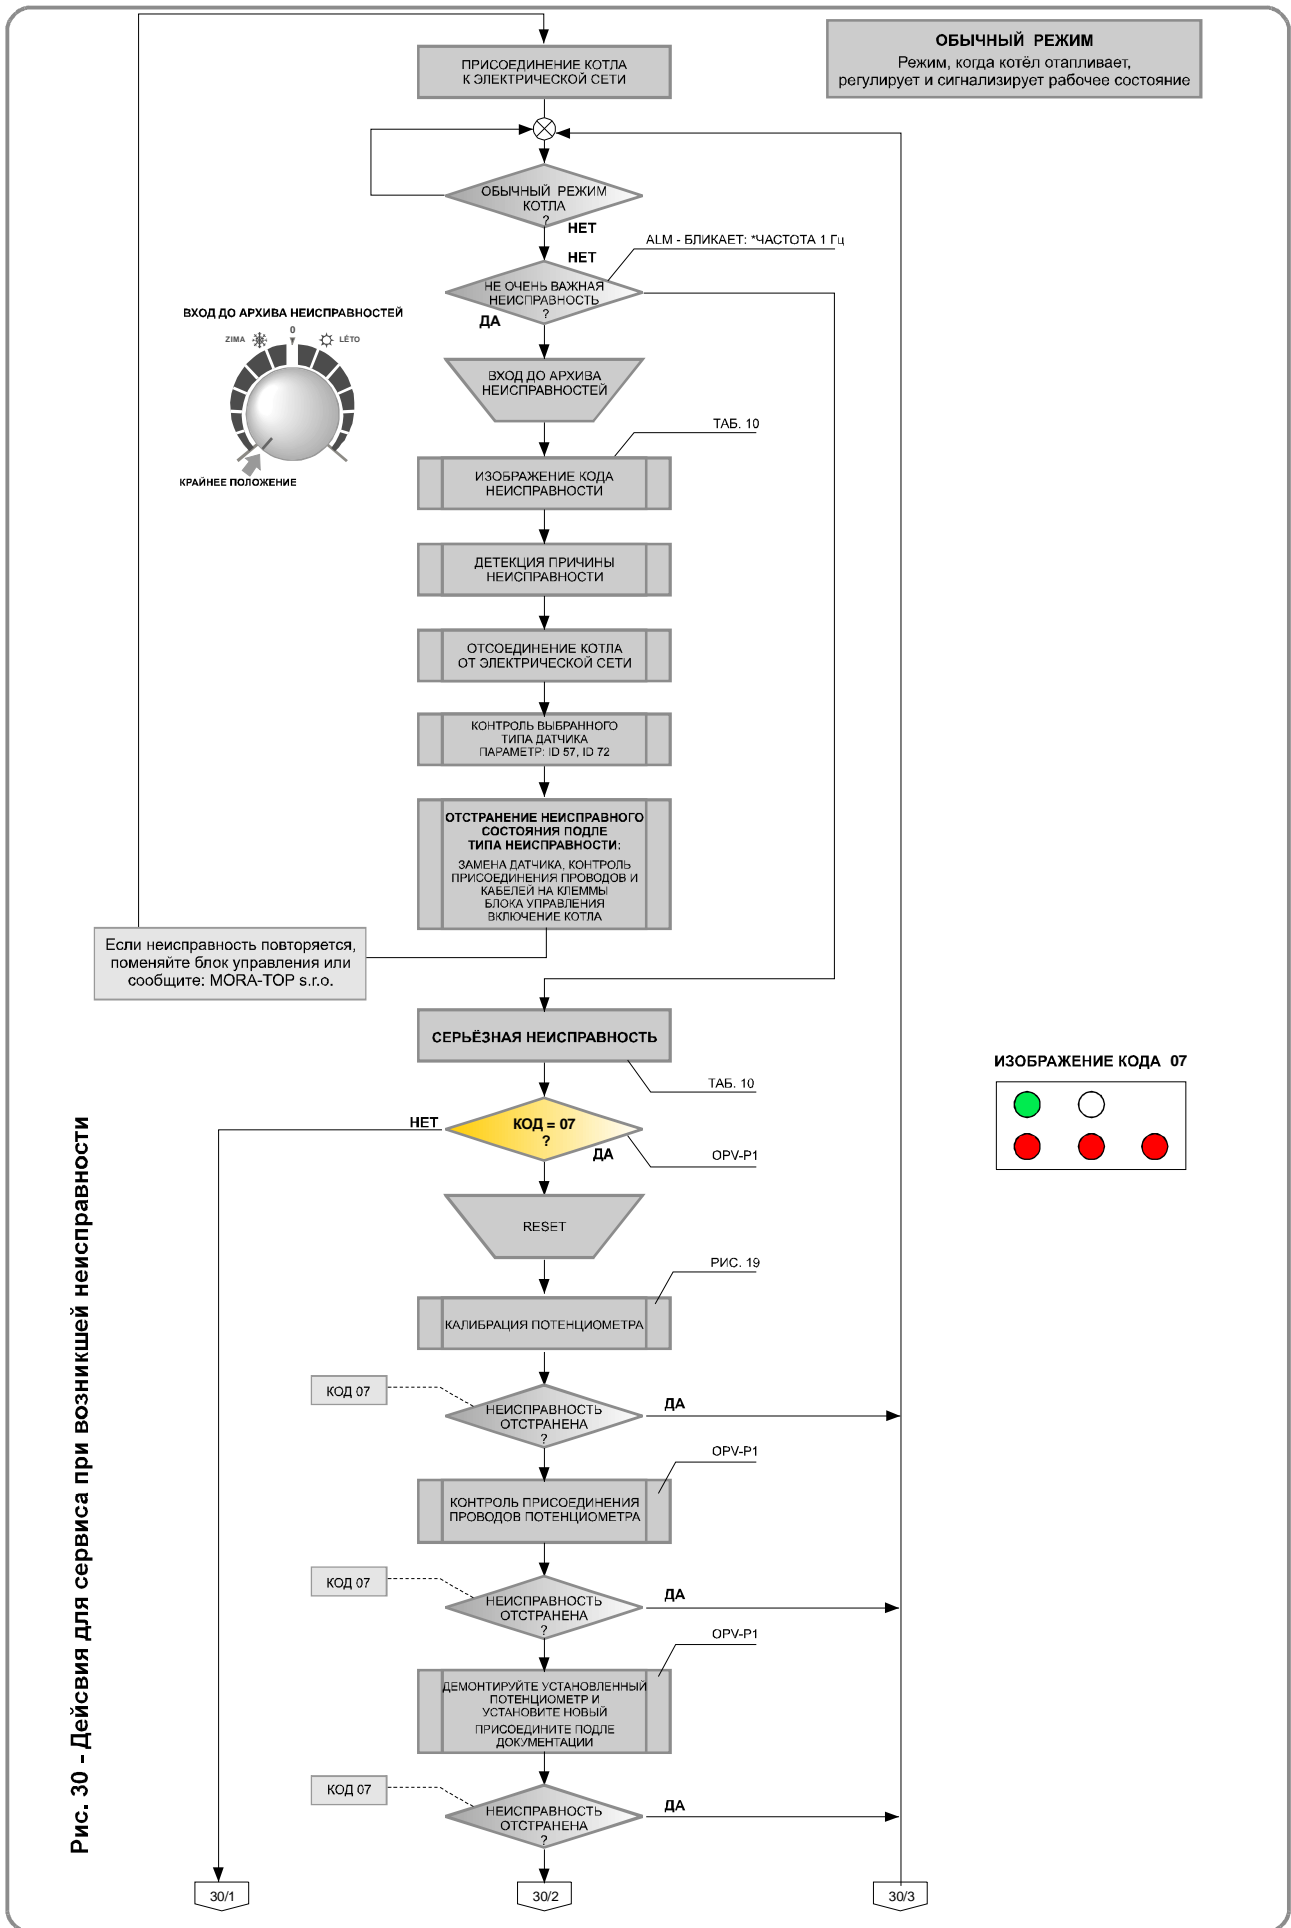 ОБЫЧНЫЙ РЕЖИМ
Режим, когда котёл отапливает,
регулирует и сигнализирует рабочее состояние
ПРИСОЕДИНЕНИЕ КОТЛА
К ЭЛЕКТРИЧЕСКОЙ СЕТИ
ОБЫЧНЫЙ РЕЖИМ
КОТЛА
?
НЕТ
ALM - БЛИКАЕТ: *ЧАСТОТА 1 Гц
НЕТ
НЕ ОЧЕНЬ ВАЖНАЯ
НЕИСПРАВНОСТЬ
?
ДА
ВХОД ДО АРХИВА НЕИСПРАВНОСТЕЙ
ZIMA
0
LÉTO
КРАЙНЕЕ ПОЛОЖЕНИЕ
ВХОД ДО АРХИВА
НЕИСПРАВНОСТЕЙ
ТАБ. 10
ИЗОБРАЖЕНИЕ КОДА
НЕИСПРАВНОСТИ
ДЕТЕКЦИЯ ПРИЧИНЫ
НЕИСПРАВНОСТИ
ОТСОЕДИНЕНИЕ КОТЛА
ОТ ЭЛЕКТРИЧЕСКОЙ СЕТИ
КОНТРОЛЬ ВЫБРАННОГО
ТИПА ДАТЧИКА
ПАРАМЕТР: ID 57, ID 72
ОТСТРАНЕНИЕ НЕИСПРАВНОГО
СОСТОЯНИЯ ПОДЛЕ
ТИПА НЕИСПРАВНОСТИ:
ЗАМЕНА ДАТЧИКА, КОНТРОЛЬ
ПРИСОЕДИНЕНИЯ ПРОВОДОВ И
КАБЕЛЕЙ НА КЛЕММЫ
БЛОКА УПРАВЛЕНИЯ
ВКЛЮЧЕНИЕ КОТЛА
Если неисправность повторяется,
поменяйте блок управления или
сообщите: MORA-TOP s.r.o.
СЕРЬЁЗНАЯ НЕИСПРАВНОСТЬ
ТАБ. 10
ИЗОБРАЖЕНИЕ КОДА 07
НЕТ
КОД = 07
?
ДА
OPV-P1
RESET
РИС. 19
КАЛИБРАЦИЯ ПОТЕНЦИОМЕТРА
КОД 07
НЕИСПРАВНОСТЬ
ОТСТРАНЕНА
?
ДА
OPV-P1
КОНТРОЛЬ ПРИСОЕДИНЕНИЯ
ПРОВОДОВ ПОТЕНЦИОМЕТРА
КОД 07
НЕИСПРАВНОСТЬ
ОТСТРАНЕНА
?
ДА
OPV-P1
ДЕМОНТИРУЙТЕ УСТАНОВЛЕННЫЙ
ПОТЕНЦИОМЕТР И
УСТАНОВИТЕ НОВЫЙ
ПРИСОЕДИНИТЕ ПОДЛЕ
ДОКУМЕНТАЦИИ
КОД 07
НЕИСПРАВНОСТЬ
ОТСТРАНЕНА
?
ДА
30/1
30/2
30/3
Рис. 30 - Дейсвия для сервиса при возникшей неисправности